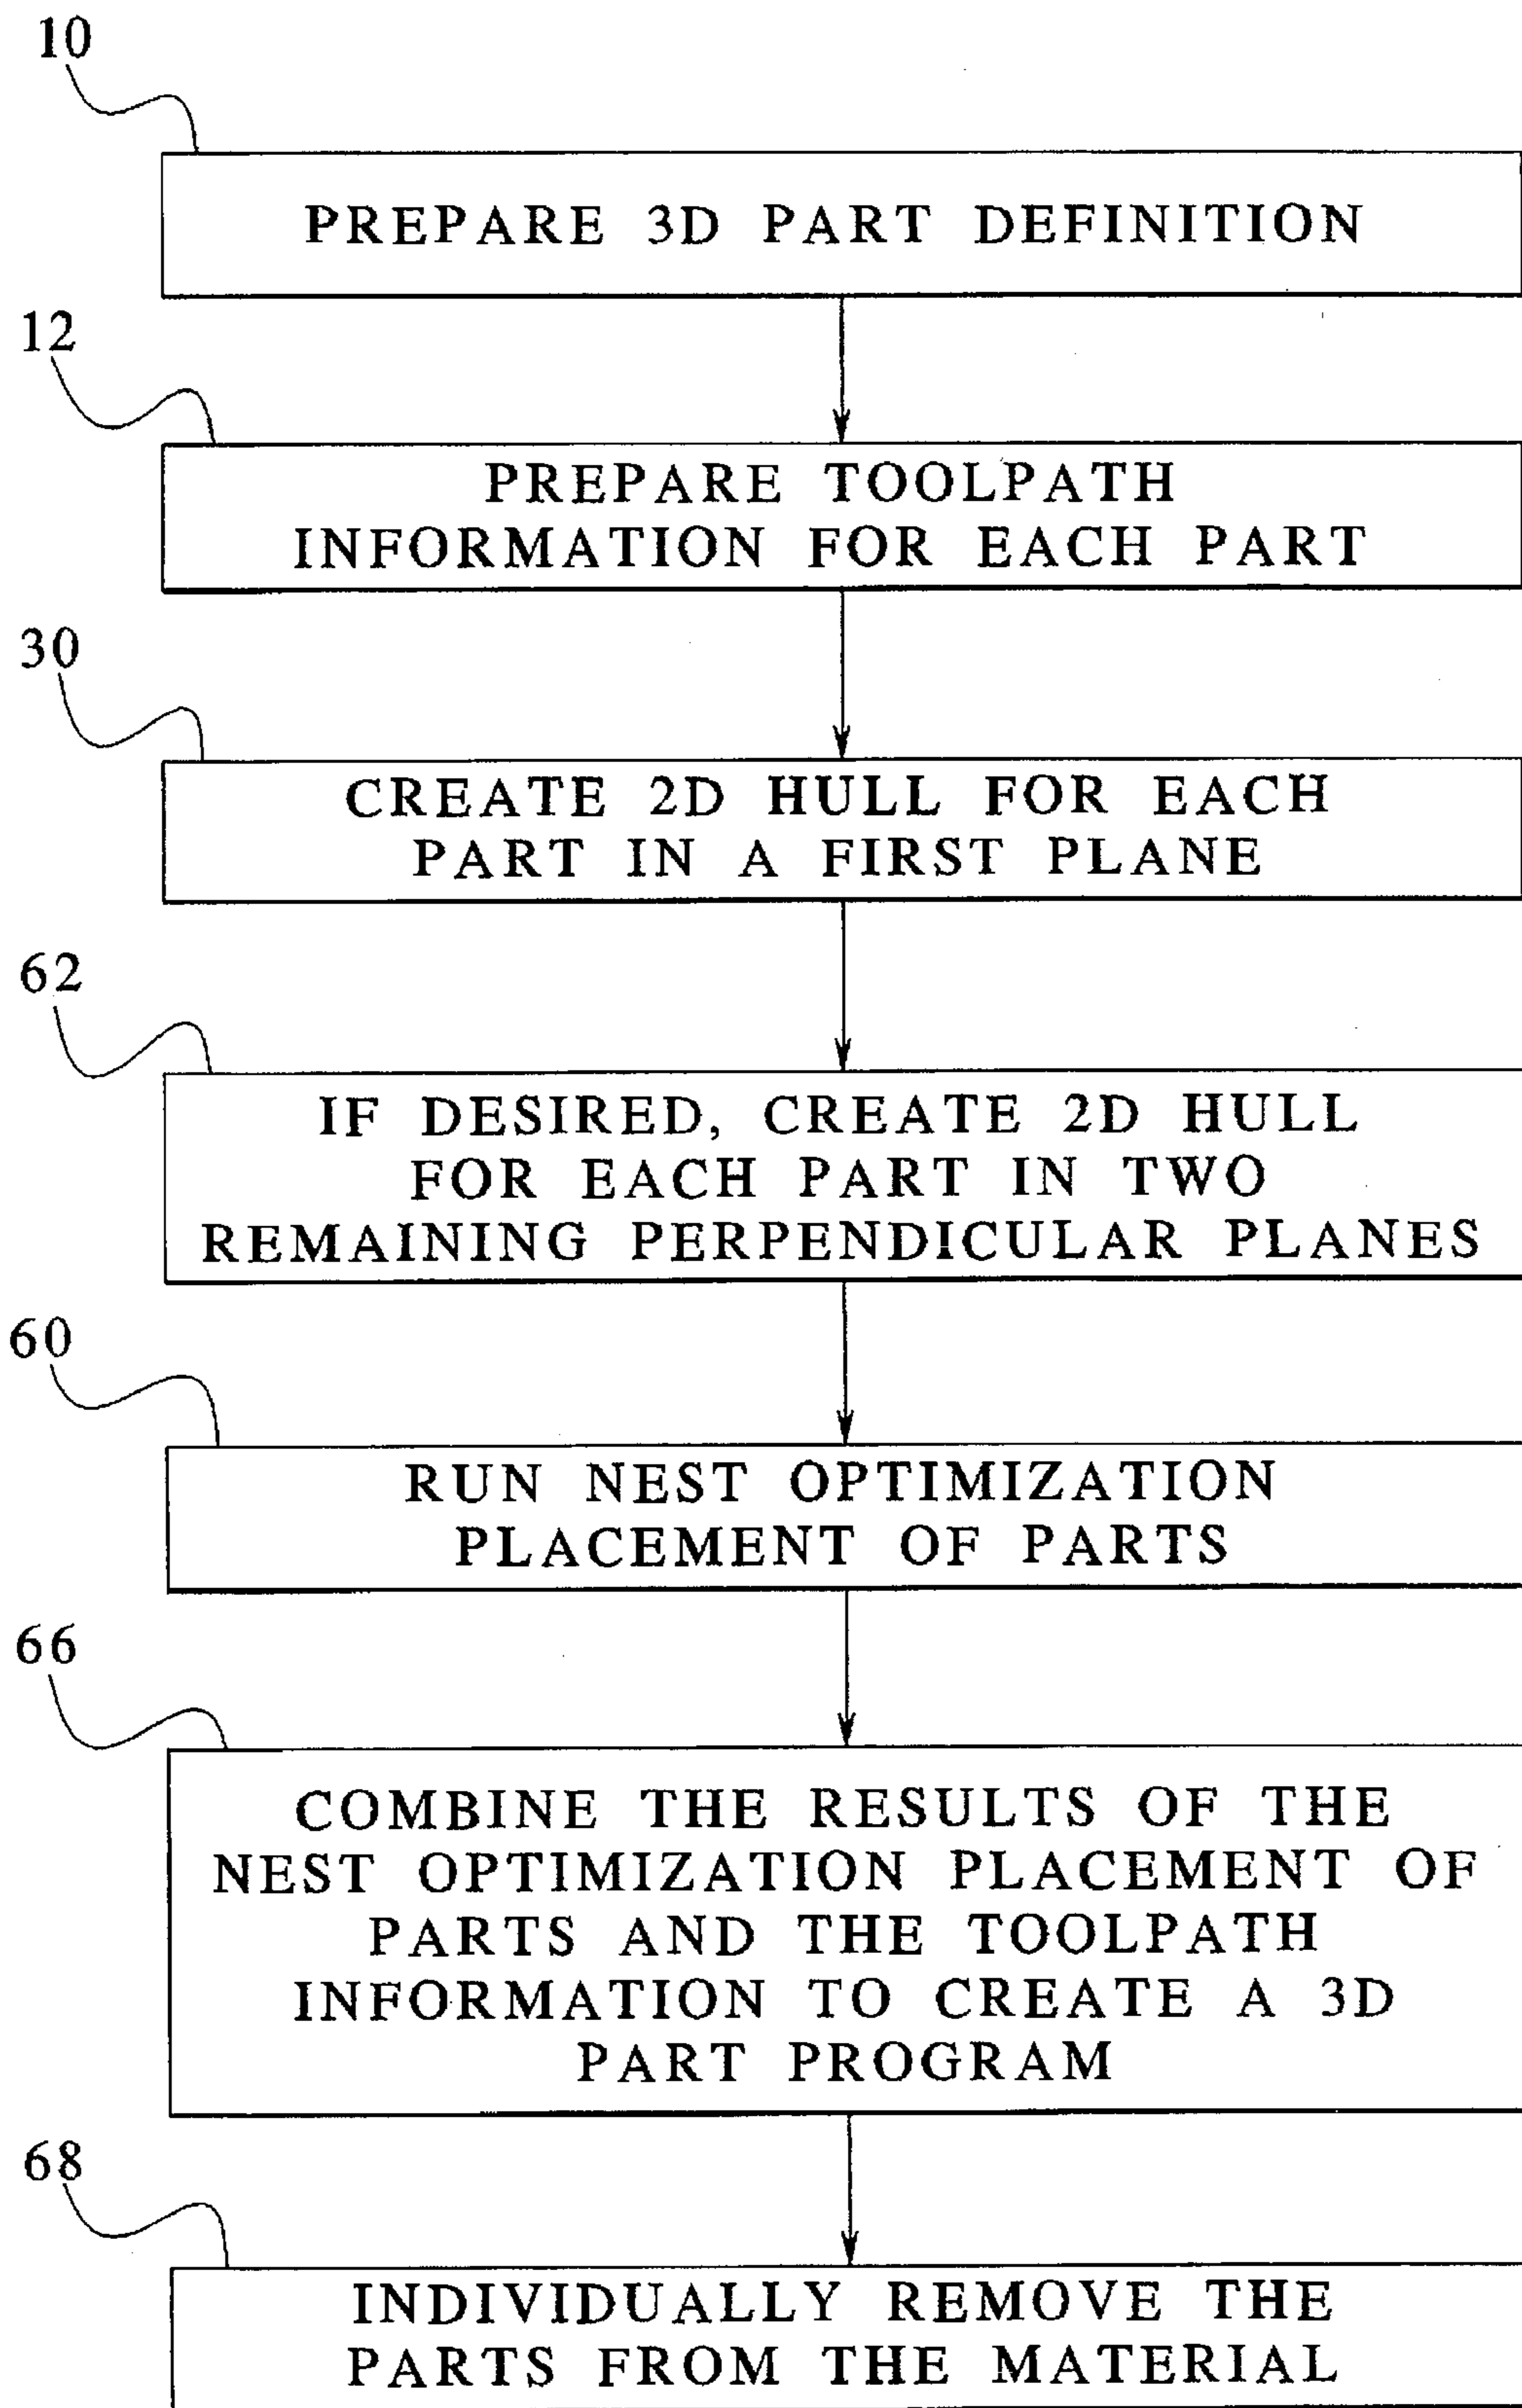 10
PREPARE 3D PART DEFINITION
12
PREPARE TOOLPATH
INFORMATION FOR EACH PART
30
CREATE 2D HULL FOR EACH
PART IN A FIRST PLANE
62
IF DESIRED, CREATE 2D HULL
FOR EACH PART IN TWO
REMAINING PERPENDICULAR PLANES
60
RUN NEST OPTIMIZATION
PLACEMENT OF PARTS
66
COMBINE THE RESULTS OF THE
NEST OPTIMIZATION PLACEMENT OF
PARTS AND THE TOOLPATH
INFORMATION TO CREATE A 3D
PART PROGRAM
68
INDIVIDUALLY REMOVE THE
PARTS FROM THE MATERIAL